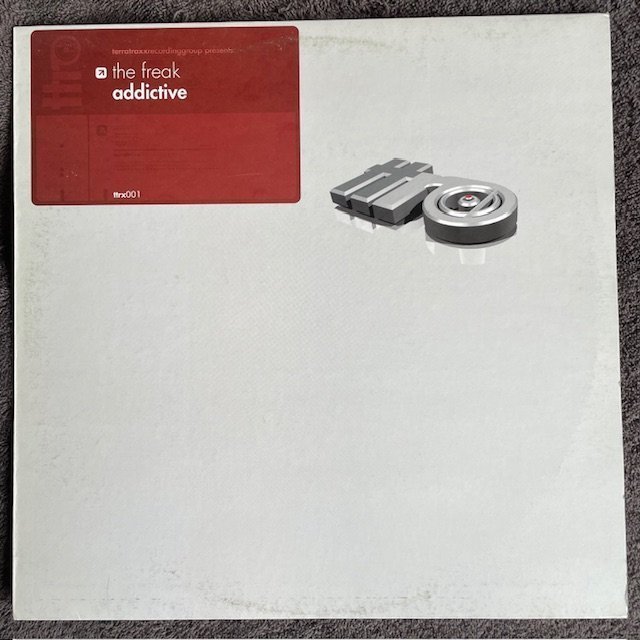 terratraxxrecordinggroup presents:
the freak
addictive
ttrx001